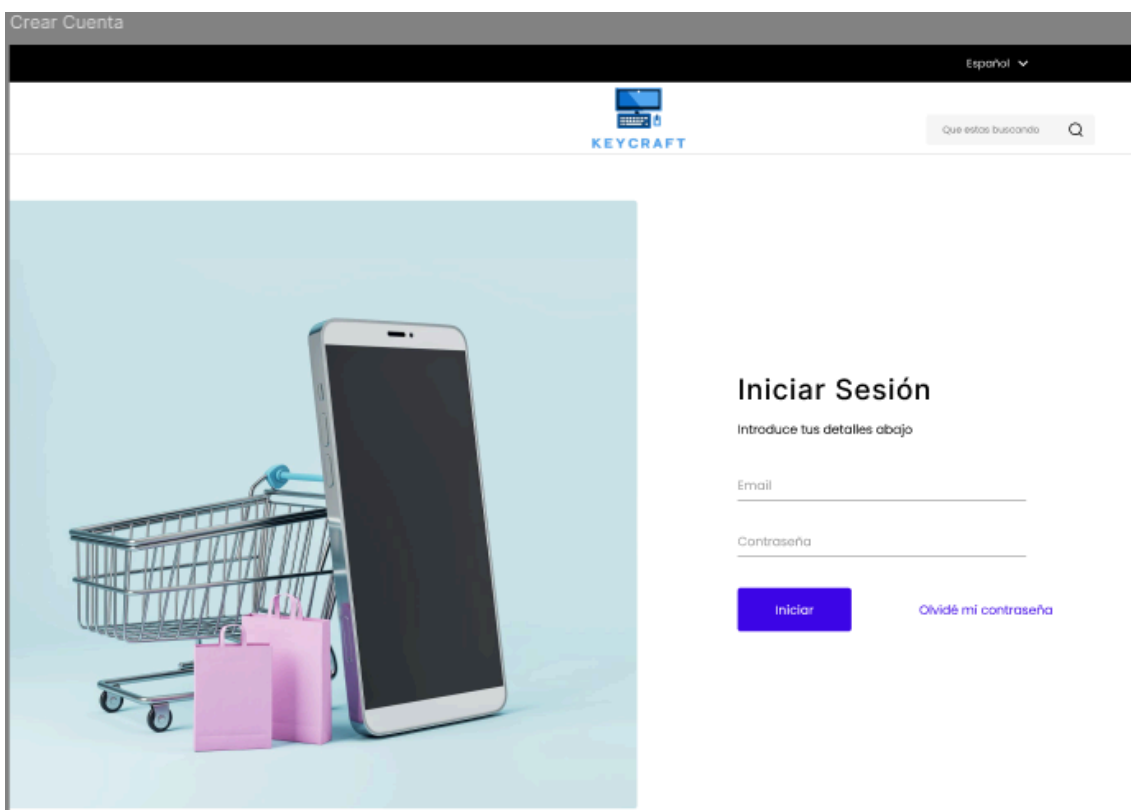 Crear Cuenta
Español
KEYCRAFT
Que estas buscando
Iniciar Sesión
Introduce tus detalles abajo
Email
Contraseña
Iniciar
Olvidé mi contraseña